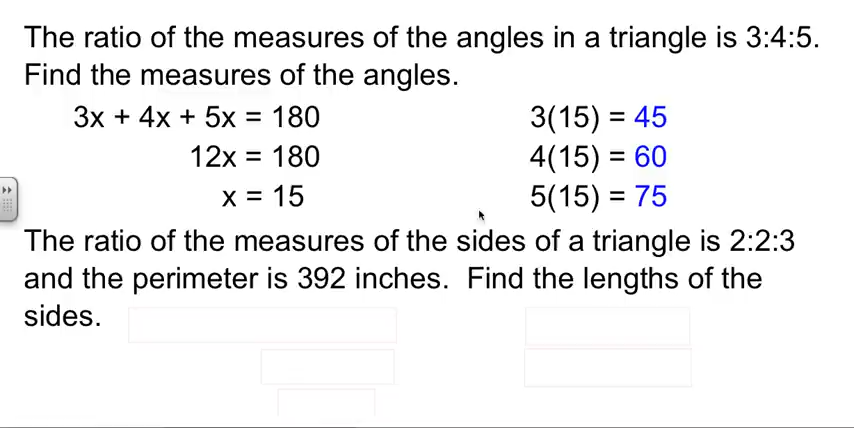 The ratio of the measures of the angles in a triangle is 3:4:5.
Find the measures of the angles.
3x + 4x + 5x = 180
12x = 180
x = 15
3(15) = 45
4(15) = 60
5(15) = 75
The ratio of the measures of the sides of a triangle is 2:2:3
and the perimeter is 392 inches. Find the lengths of the
sides.